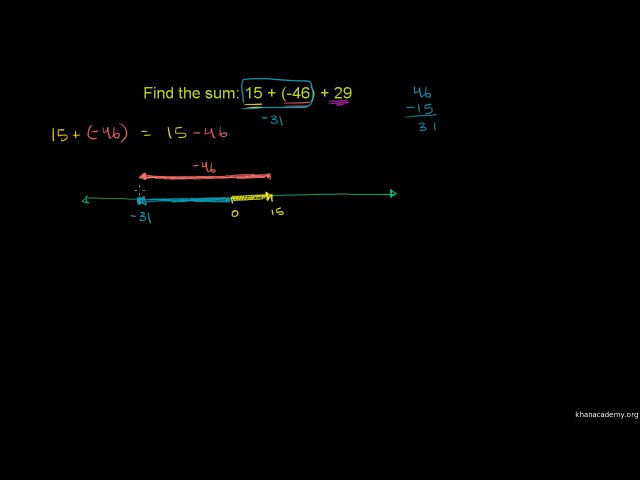 Find the sum: 15 + (-46) + 29
-31
46
-15
31
15 + (-46) = 15 - 46
-46
-31 0 15
khanacademy.org